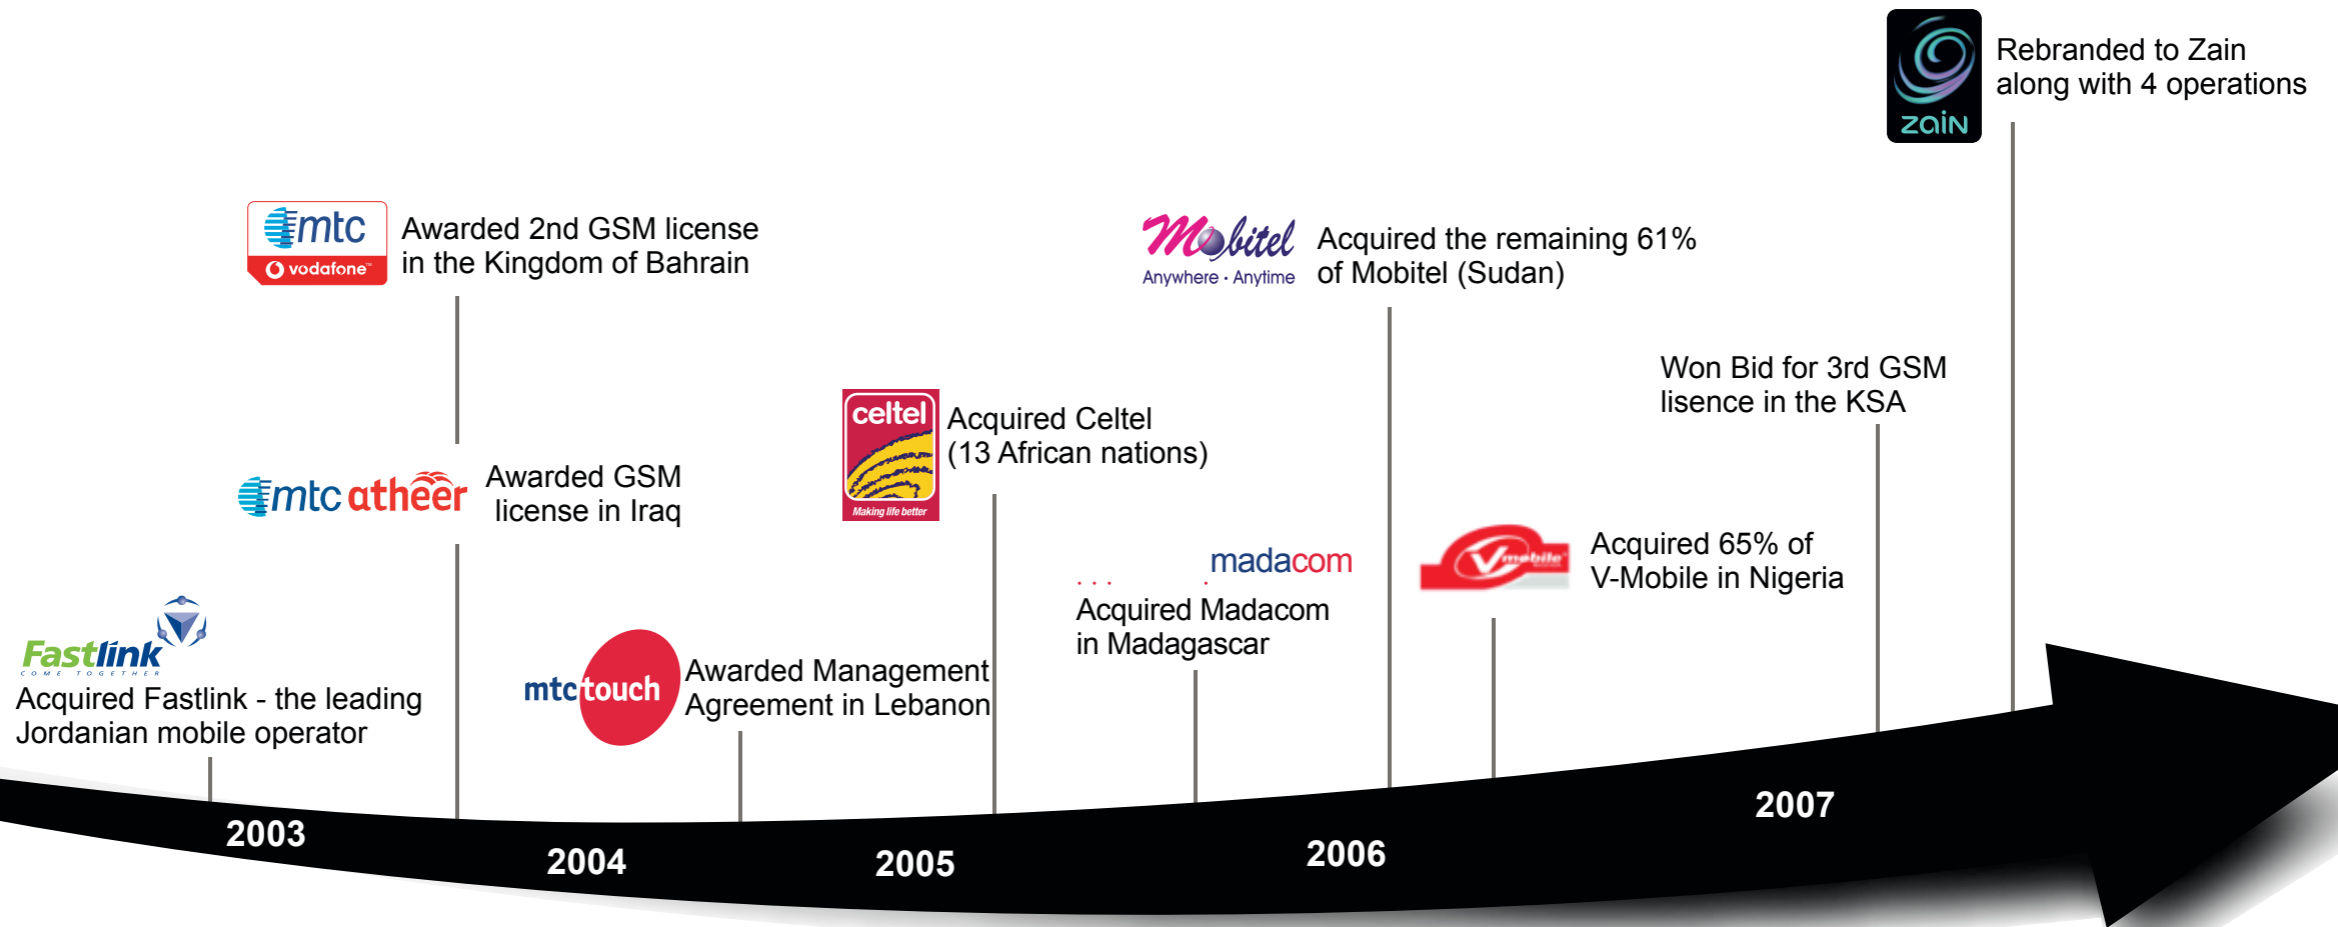 zain
Rebranded to Zain
along with 4 operations
mtc
vodafone™
Awarded 2nd GSM license
in the Kingdom of Bahrain
Mobitel
Anywhere · Anytime
Acquired the remaining 61%
of Mobitel (Sudan)
Won Bid for 3rd GSM
lisence in the KSA
celtel
Making life better
Acquired Celtel
(13 African nations)
mtc atheer
Awarded GSM
license in Iraq
Vmobile
Acquired 65% of
V-Mobile in Nigeria
madacom
Acquired Madacom
in Madagascar
Fastlink
COME TOGETHER
Acquired Fastlink - the leading
Jordanian mobile operator
mtctouch
Awarded Management
Agreement in Lebanon
2003
2004
2005
2006
2007